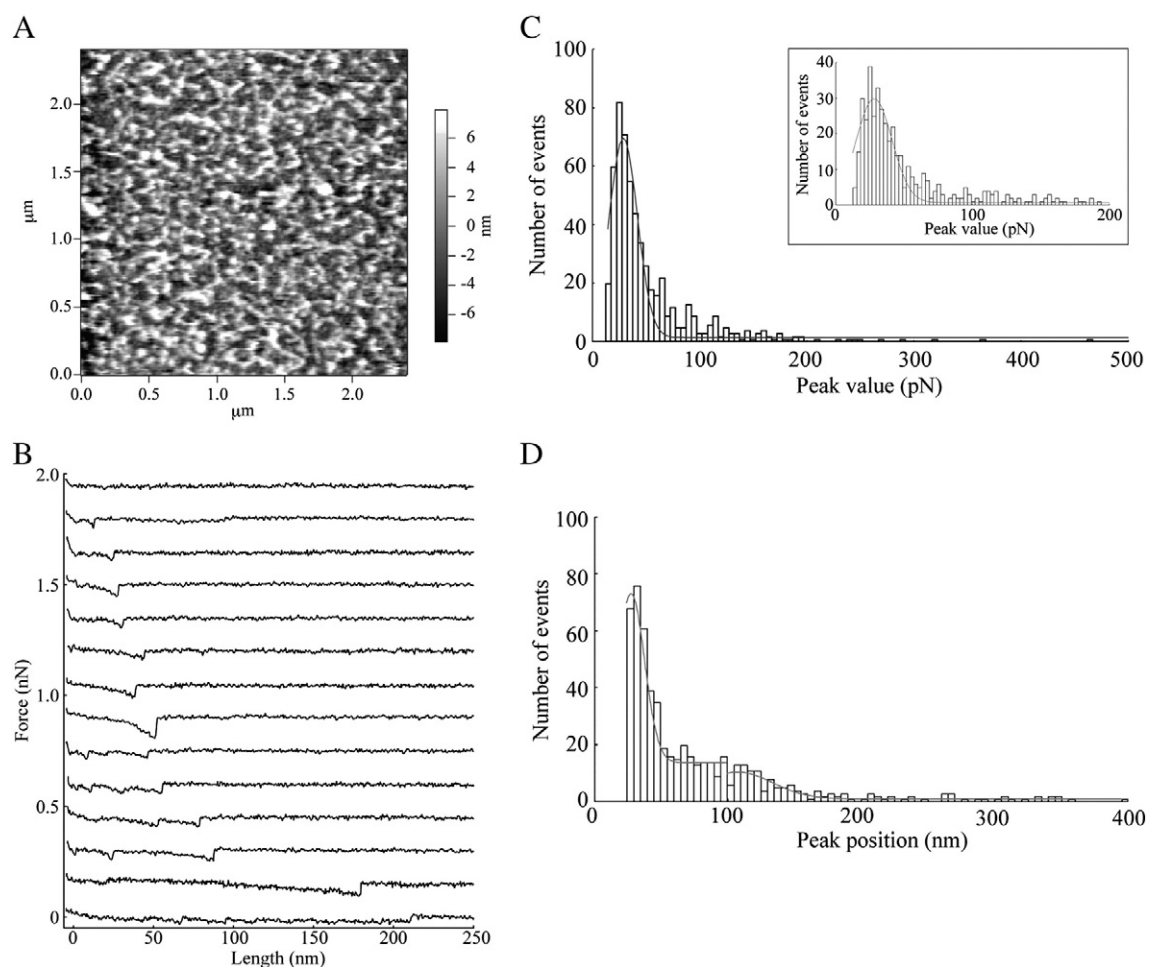 A
2.0
1.5
1.0
0.5
0.0
μm
0.0 0.5 1.0 1.5 2.0
μm
6
4
2
0
-2
-4
-6
nm
B
2.0
1.5
1.0
0.5
0
Force (nN)
0 50 100 150 200 250
Length (nm)
C
100
80
60
40
20
0
Number of events
0 100 200 300 400 500
Peak value (pN)
40
30
20
10
0
Number of events
0 100 200
Peak value (pN)
D
100
80
60
40
20
0
Number of events
0 100 200 300 400
Peak position (nm)